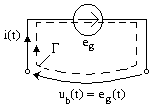 e_g
i(t)
Γ
u_b(t) = e_g(t)